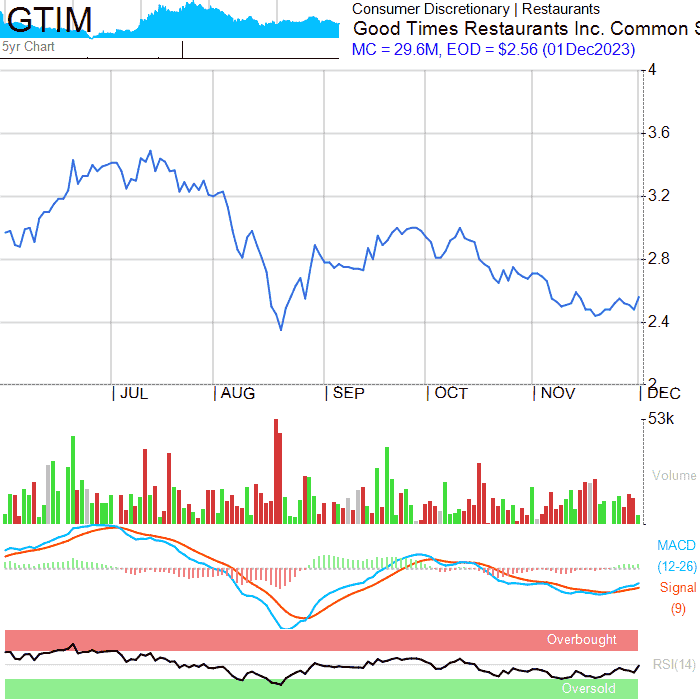 GTIM
5yr Chart
Consumer Discretionary | Restaurants
Good Times Restaurants Inc. Common S
MC = 29.6M, EOD = $2.56 (01Dec2023)
4
3.6
3.2
2.8
2.4
2
| JUL | AUG | SEP | OCT | NOV | DEC
53k
Volume
MACD
(12-26)
Signal
(9)
Overbought
RSI(14)
Oversold